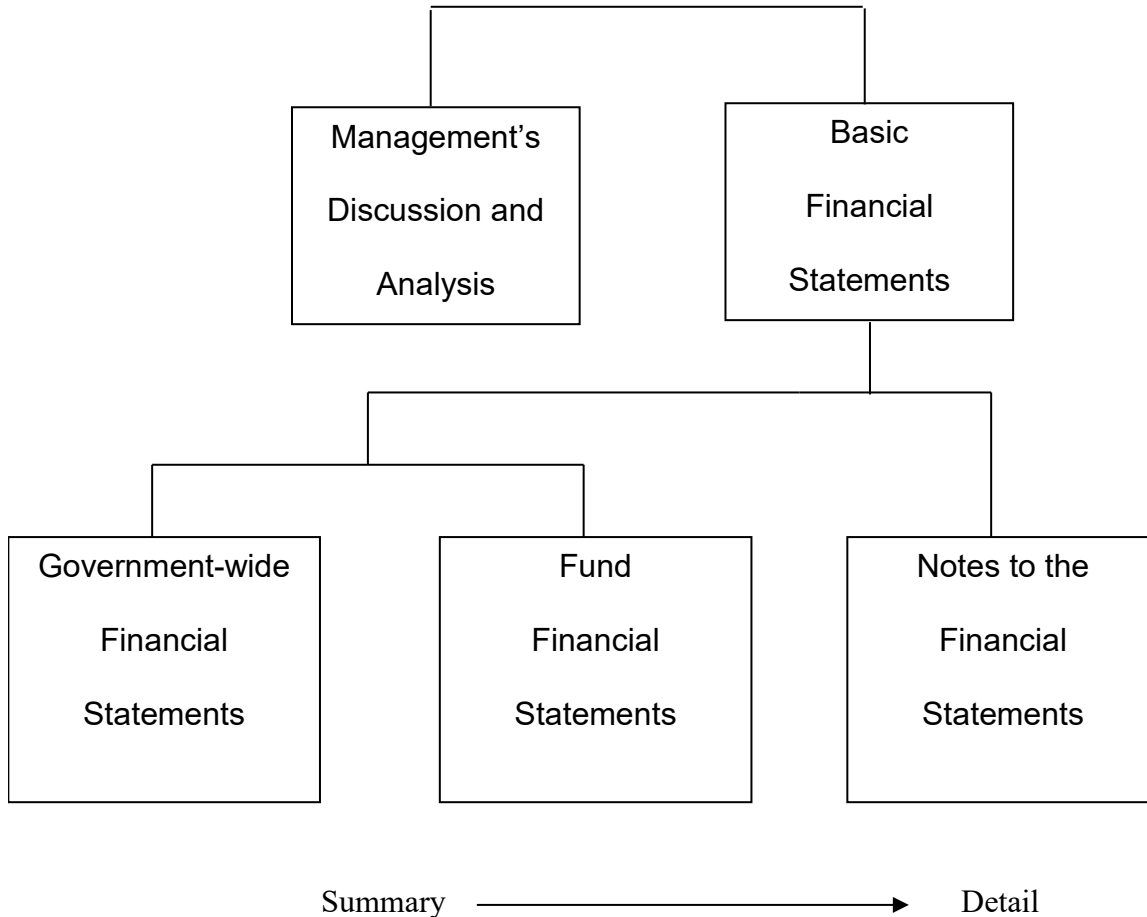 Management’s
Discussion and
Analysis
Basic
Financial
Statements
Government-wide
Financial
Statements
Fund
Financial
Statements
Notes to the
Financial
Statements
Summary
Detail